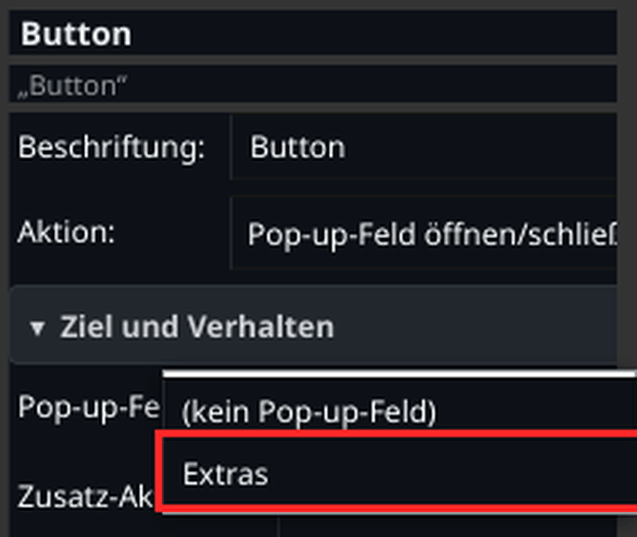 Button
„Button“
Beschriftung: Button
Aktion: Pop-up-Feld öffnen/schließ
▼ Ziel und Verhalten
Pop-up-Fe
(kein Pop-up-Feld)
Extras
Zusatz-Ak